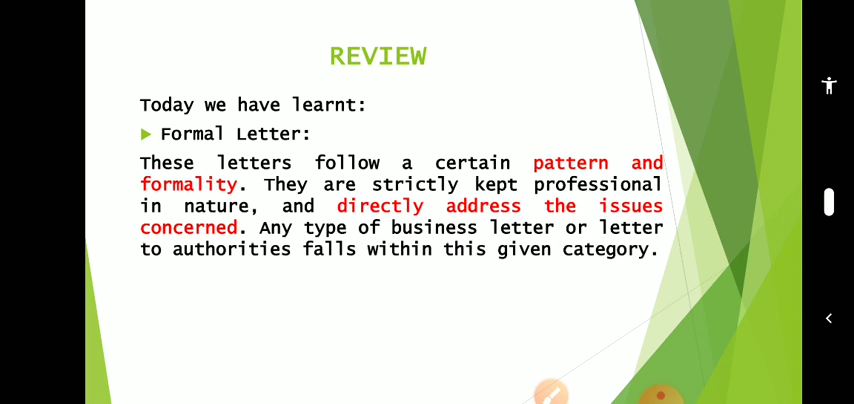 REVIEW
Today we have learnt:
Formal Letter:
These letters follow a certain pattern and
formality. They are strictly kept professional
in nature, and directly address the issues
concerned. Any type of business letter or letter
to authorities falls within this given category.